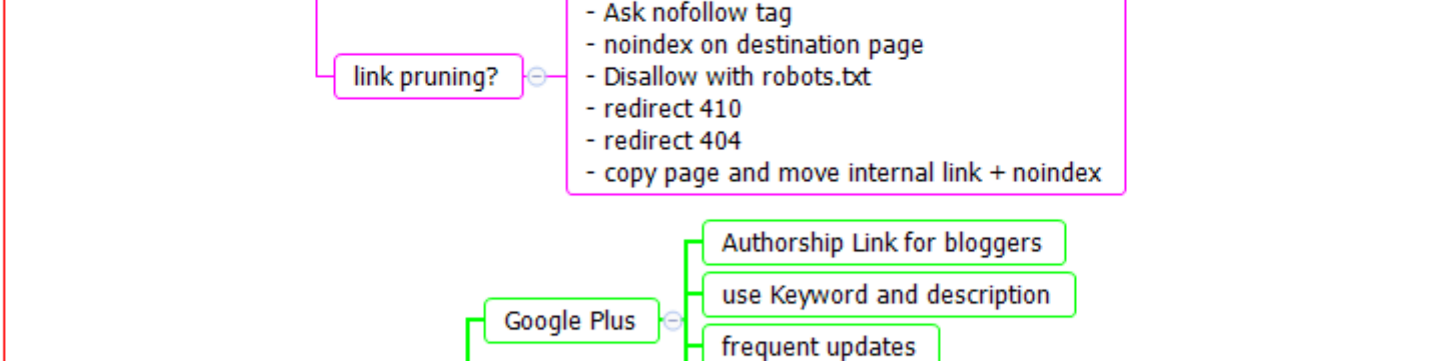 - Ask nofollow tag
- noindex on destination page
link pruning?
- Disallow with robots.txt
- redirect 410
- redirect 404
- copy page and move internal link + noindex
Authorship Link for bloggers
use Keyword and description
Google Plus
frequent updates